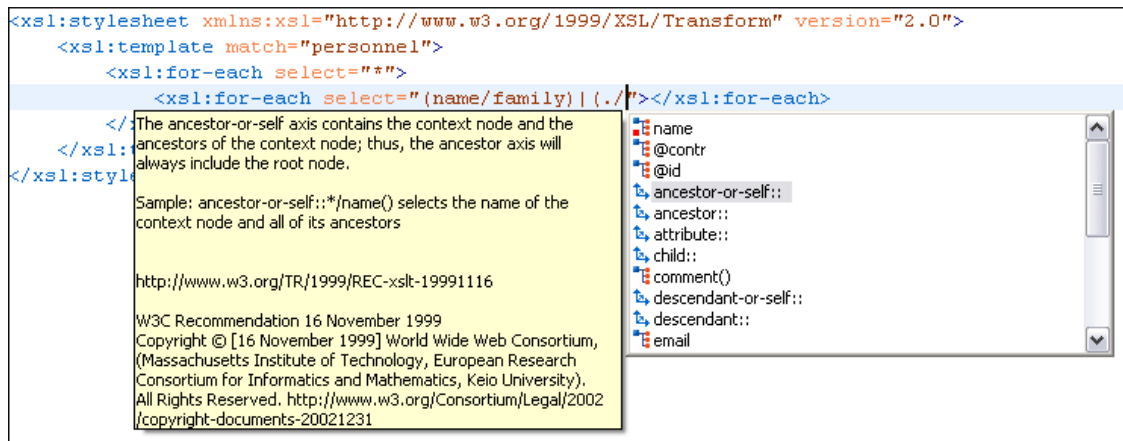 <xsl:stylesheet xmlns:xsl="http://www.w3.org/1999/XSL/Transform" version="2.0">
<xsl:template match="personnel">
<xsl:for-each select="*">
<xsl:for-each select="(name/family)|(./"></xsl:for-each>
</
</xsl:
</xsl:style
The ancestor-or-self axis contains the context node and the
ancestors of the context node; thus, the ancestor axis will
always include the root node.
Sample: ancestor-or-self::*/name() selects the name of the
context node and all of its ancestors
http://www.w3.org/TR/1999/REC-xslt-19991116
W3C Recommendation 16 November 1999
Copyright © [16 November 1999] World Wide Web Consortium,
(Massachusetts Institute of Technology, European Research
Consortium for Informatics and Mathematics, Keio University).
All Rights Reserved. http://www.w3.org/Consortium/Legal/2002
/copyright-documents-20021231
name
@contr
@id
ancestor-or-self::
ancestor::
attribute::
child::
comment()
descendant-or-self::
descendant::
email